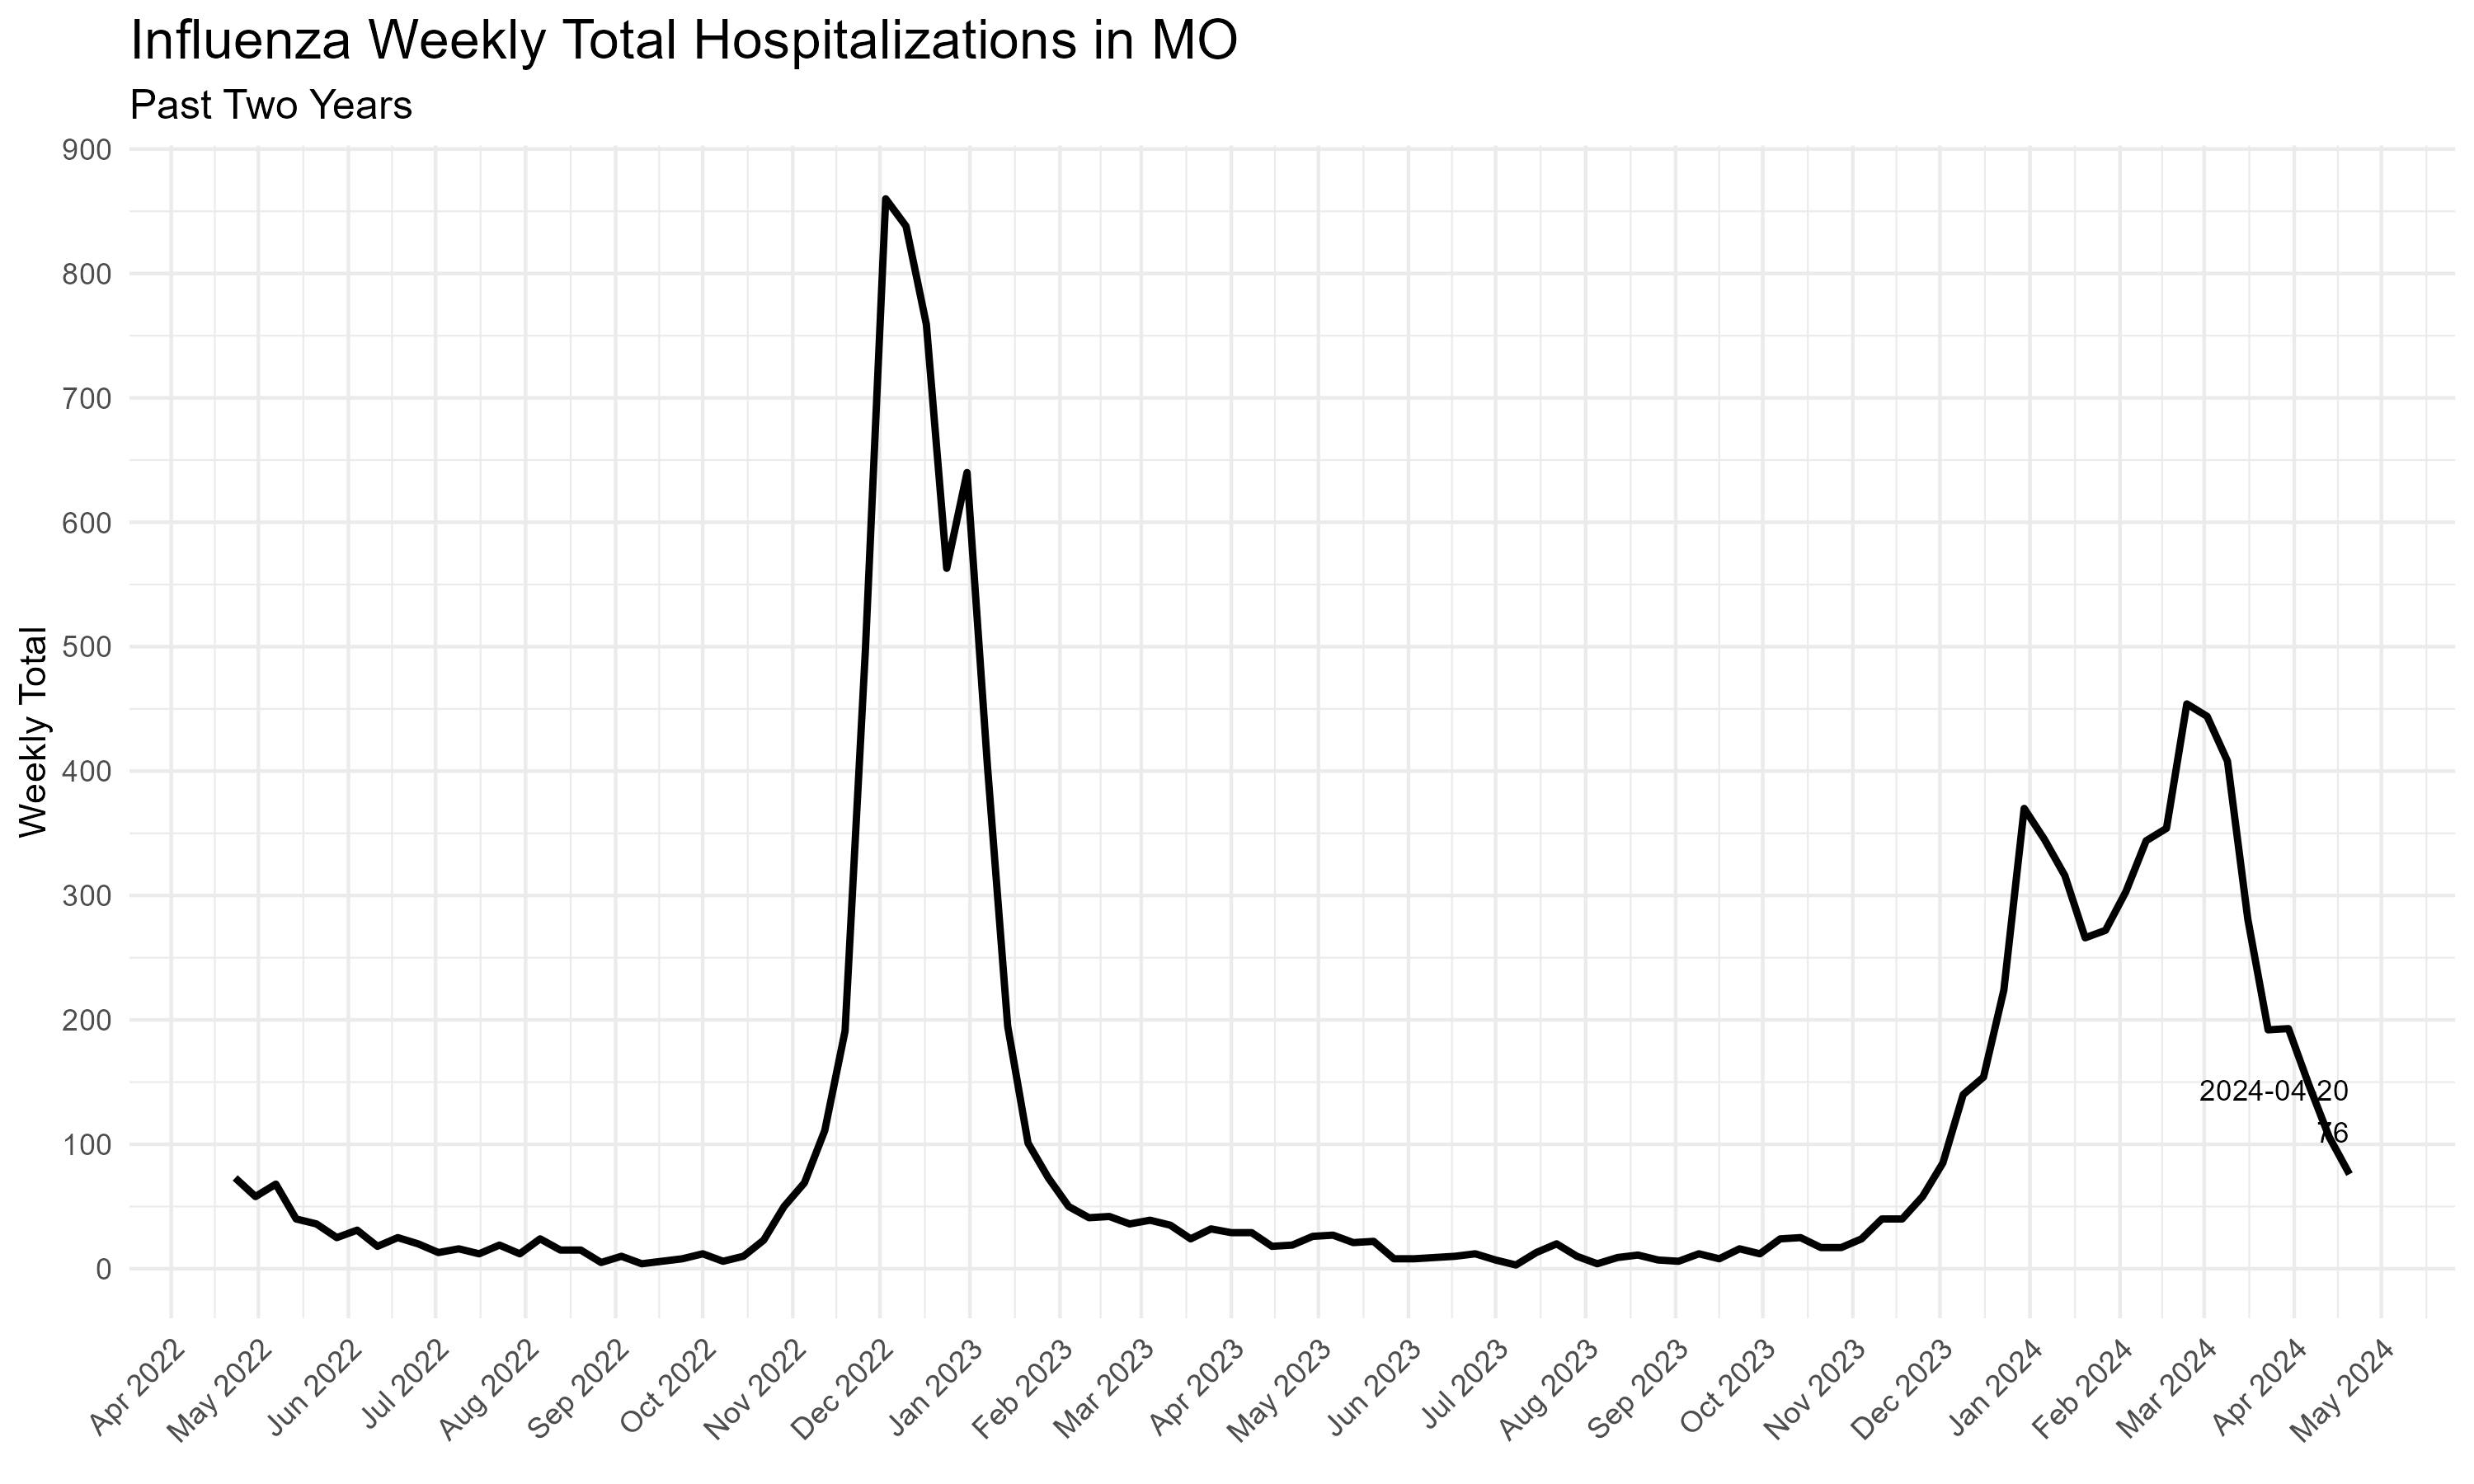 Influenza Weekly Total Hospitalizations in MO
Past Two Years
Weekly Total
900
800
700
600
500
400
300
200
100
0
2024-04-20
76
Apr 2022
May 2022
Jun 2022
Jul 2022
Aug 2022
Sep 2022
Oct 2022
Nov 2022
Dec 2022
Jan 2023
Feb 2023
Mar 2023
Apr 2023
May 2023
Jun 2023
Jul 2023
Aug 2023
Sep 2023
Oct 2023
Nov 2023
Dec 2023
Jan 2024
Feb 2024
Mar 2024
Apr 2024
May 2024